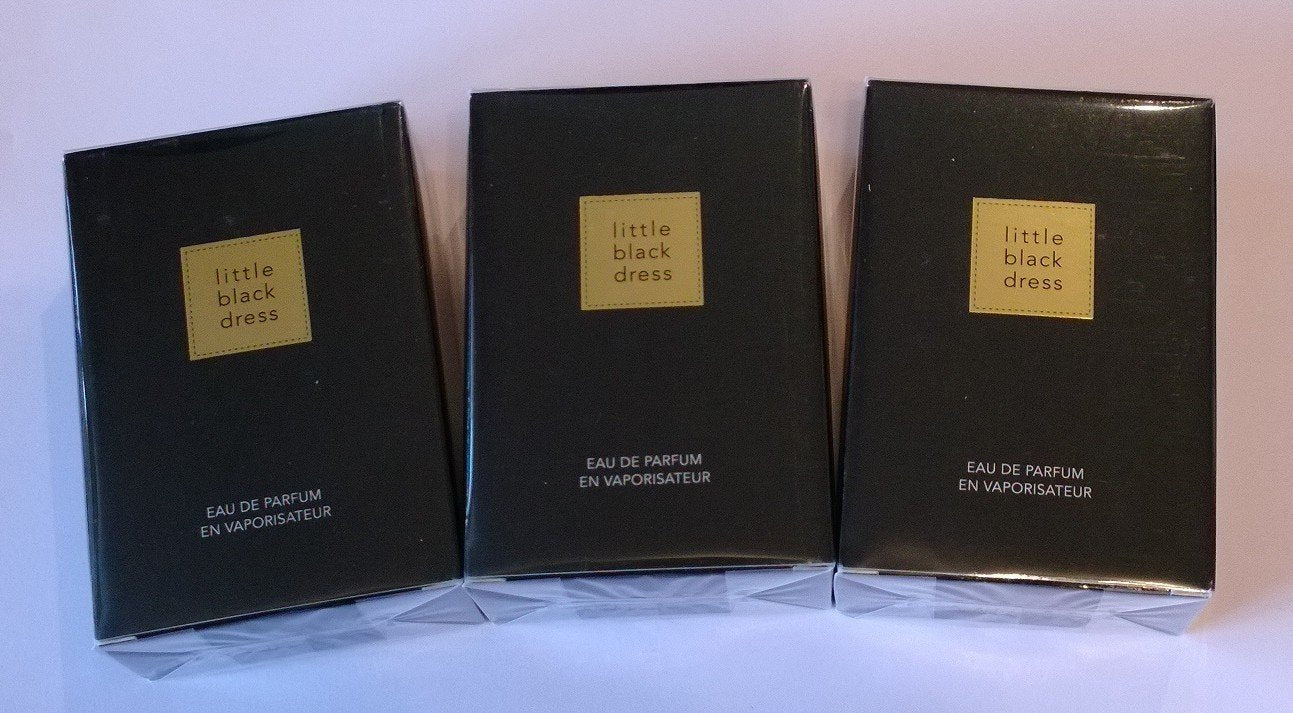 little
black
dress
EAU DE PARFUM
EN VAPORISATEUR
little
black
dress
EAU DE PARFUM
EN VAPORISATEUR
little
black
dress
EAU DE PARFUM
EN VAPORISATEUR